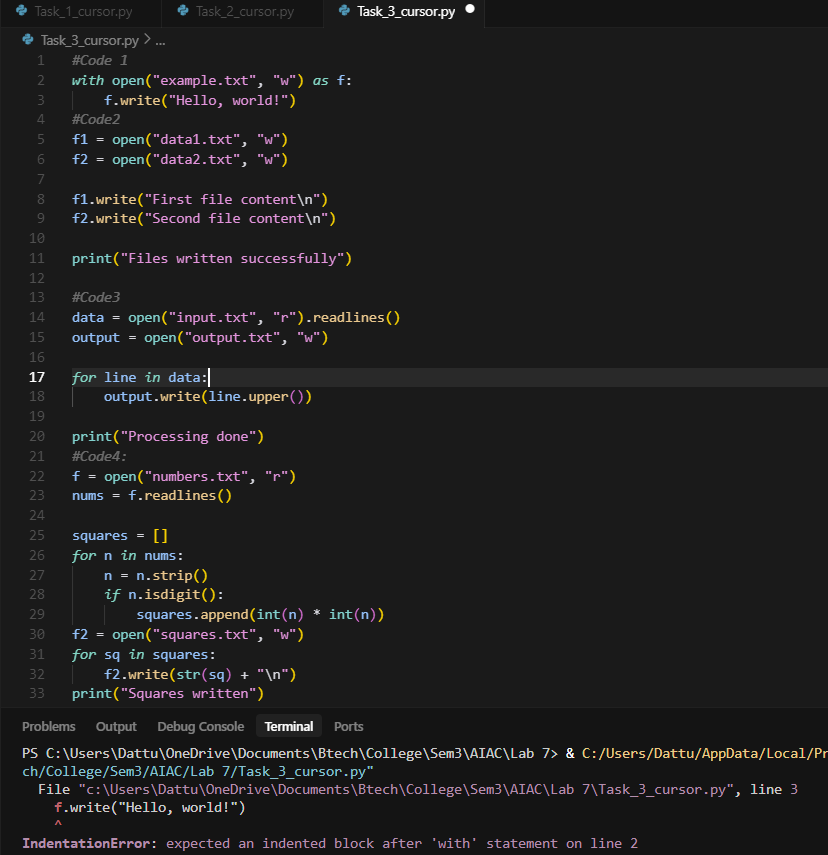 Task_1_cursor.py Task_2_cursor.py Task_3_cursor.py
Task_3_cursor.py > ...
1 #Code 1
2 with open("example.txt", "w") as f:
3     f.write("Hello, world!")
4 #Code2
5 f1 = open("data1.txt", "w")
6 f2 = open("data2.txt", "w")
7
8 f1.write("First file content\n")
9 f2.write("Second file content\n")
10
11 print("Files written successfully")
12
13 #Code3
14 data = open("input.txt", "r").readlines()
15 output = open("output.txt", "w")
16
17 for line in data:
18     output.write(line.upper())
19
20 print("Processing done")
21 #Code4:
22 f = open("numbers.txt", "r")
23 nums = f.readlines()
24
25 squares = []
26 for n in nums:
27     n = n.strip()
28     if n.isdigit():
29         squares.append(int(n) * int(n))
30 f2 = open("squares.txt", "w")
31 for sq in squares:
32     f2.write(str(sq) + "\n")
33 print("Squares written")
Problems Output Debug Console Terminal Ports
PS C:\Users\Dattu\OneDrive\Documents\Btech\College\Sem3\AIAC\Lab 7> & C:/Users/Dattu/AppData/Local/Pr
ch/College/Sem3/AIAC/Lab 7/Task_3_cursor.py"
  File "c:\Users\Dattu\OneDrive\Documents\Btech\College\Sem3\AIAC\Lab 7\Task_3_cursor.py", line 3
    f.write("Hello, world!")
    ^
IndentationError: expected an indented block after 'with' statement on line 2